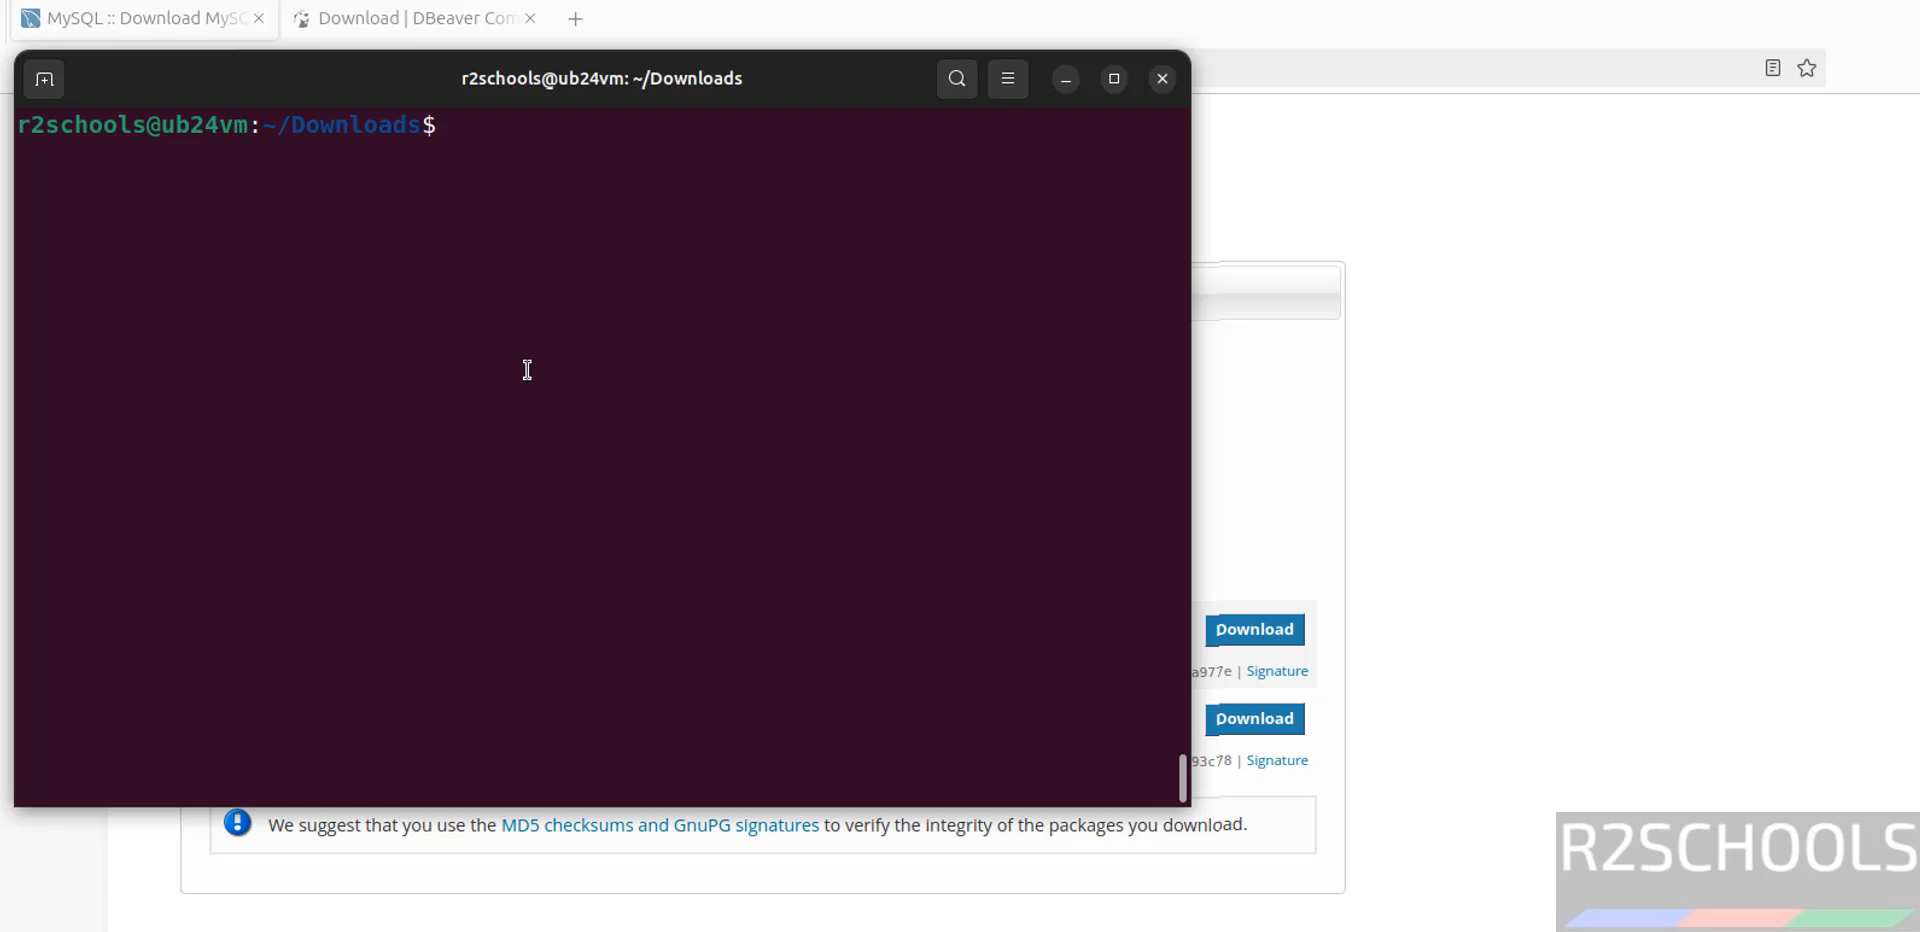 MySQL :: Download MySQ
Download | DBeaver Com
r2schools@ub24vm: ~/Downloads
r2schools@ub24vm:~/Downloads$
Download
a977e | Signature
Download
93c78 | Signature
We suggest that you use the MD5 checksums and GnuPG signatures to verify the integrity of the packages you download.
R2SCHOOLS